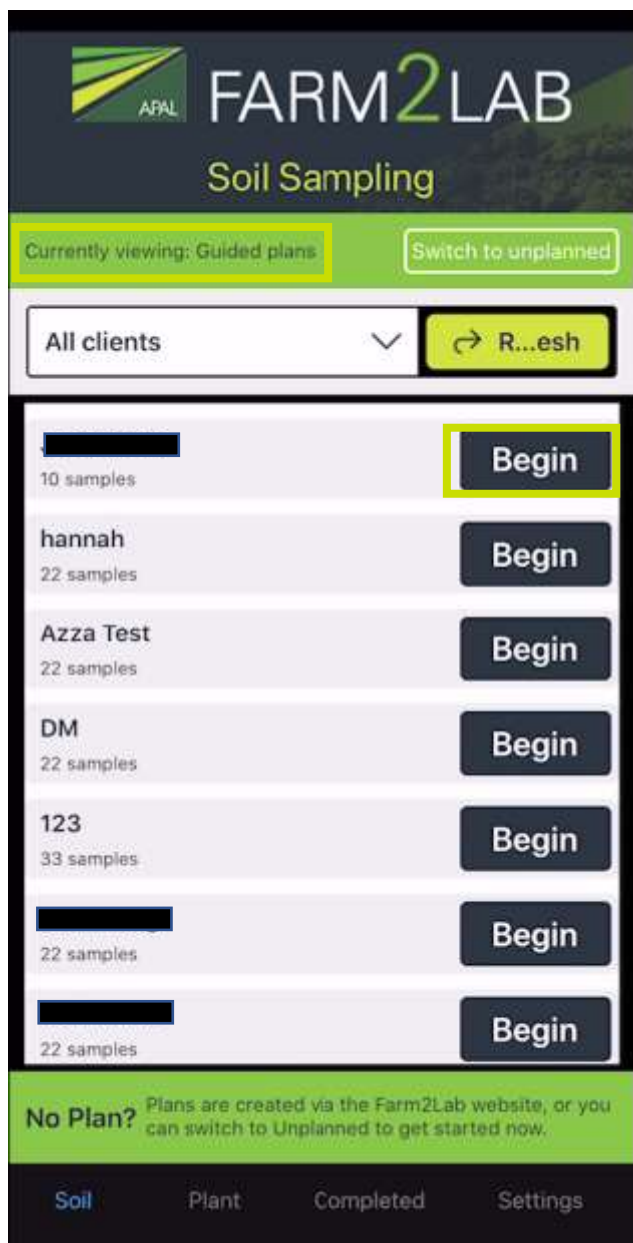 APAL FARM2LAB
Soil Sampling
Currently viewing: Guided plans Switch to unplanned
All clients R...esh
Begin
10 samples
hannah Begin
22 samples
Azza Test Begin
22 samples
DM Begin
22 samples
123 Begin
33 samples
Begin
22 samples
Begin
22 samples
No Plan? Plans are created via the Farm2Lab website, or you
can switch to Unplanned to get started now.
Soil Plant Completed Settings